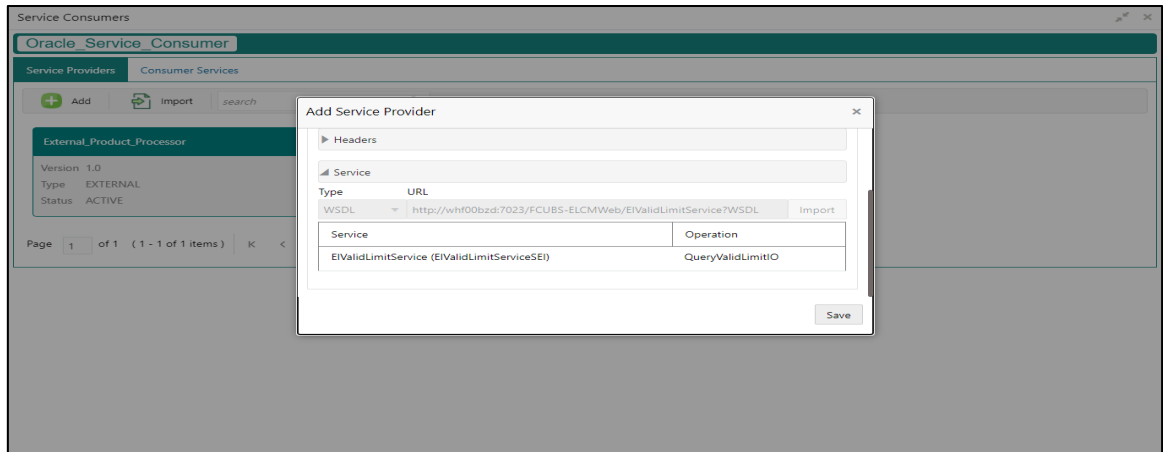 Service Consumers
Oracle_Service_Consumer
Service Providers Consumer Services
Add Import search
External_Product_Processor
Version 1.0
Type EXTERNAL
Status ACTIVE
Page 1 of 1 (1 - 1 of 1 items)
Add Service Provider
Headers
Service
Type URL
WSDL http://whf00bzd:7023/FCUBS-ELCMWeb/ElValidLimitService?WSDL Import
Service Operation
ElValidLimitService (ElValidLimitServiceSEI) QueryValidLimitIO
Save